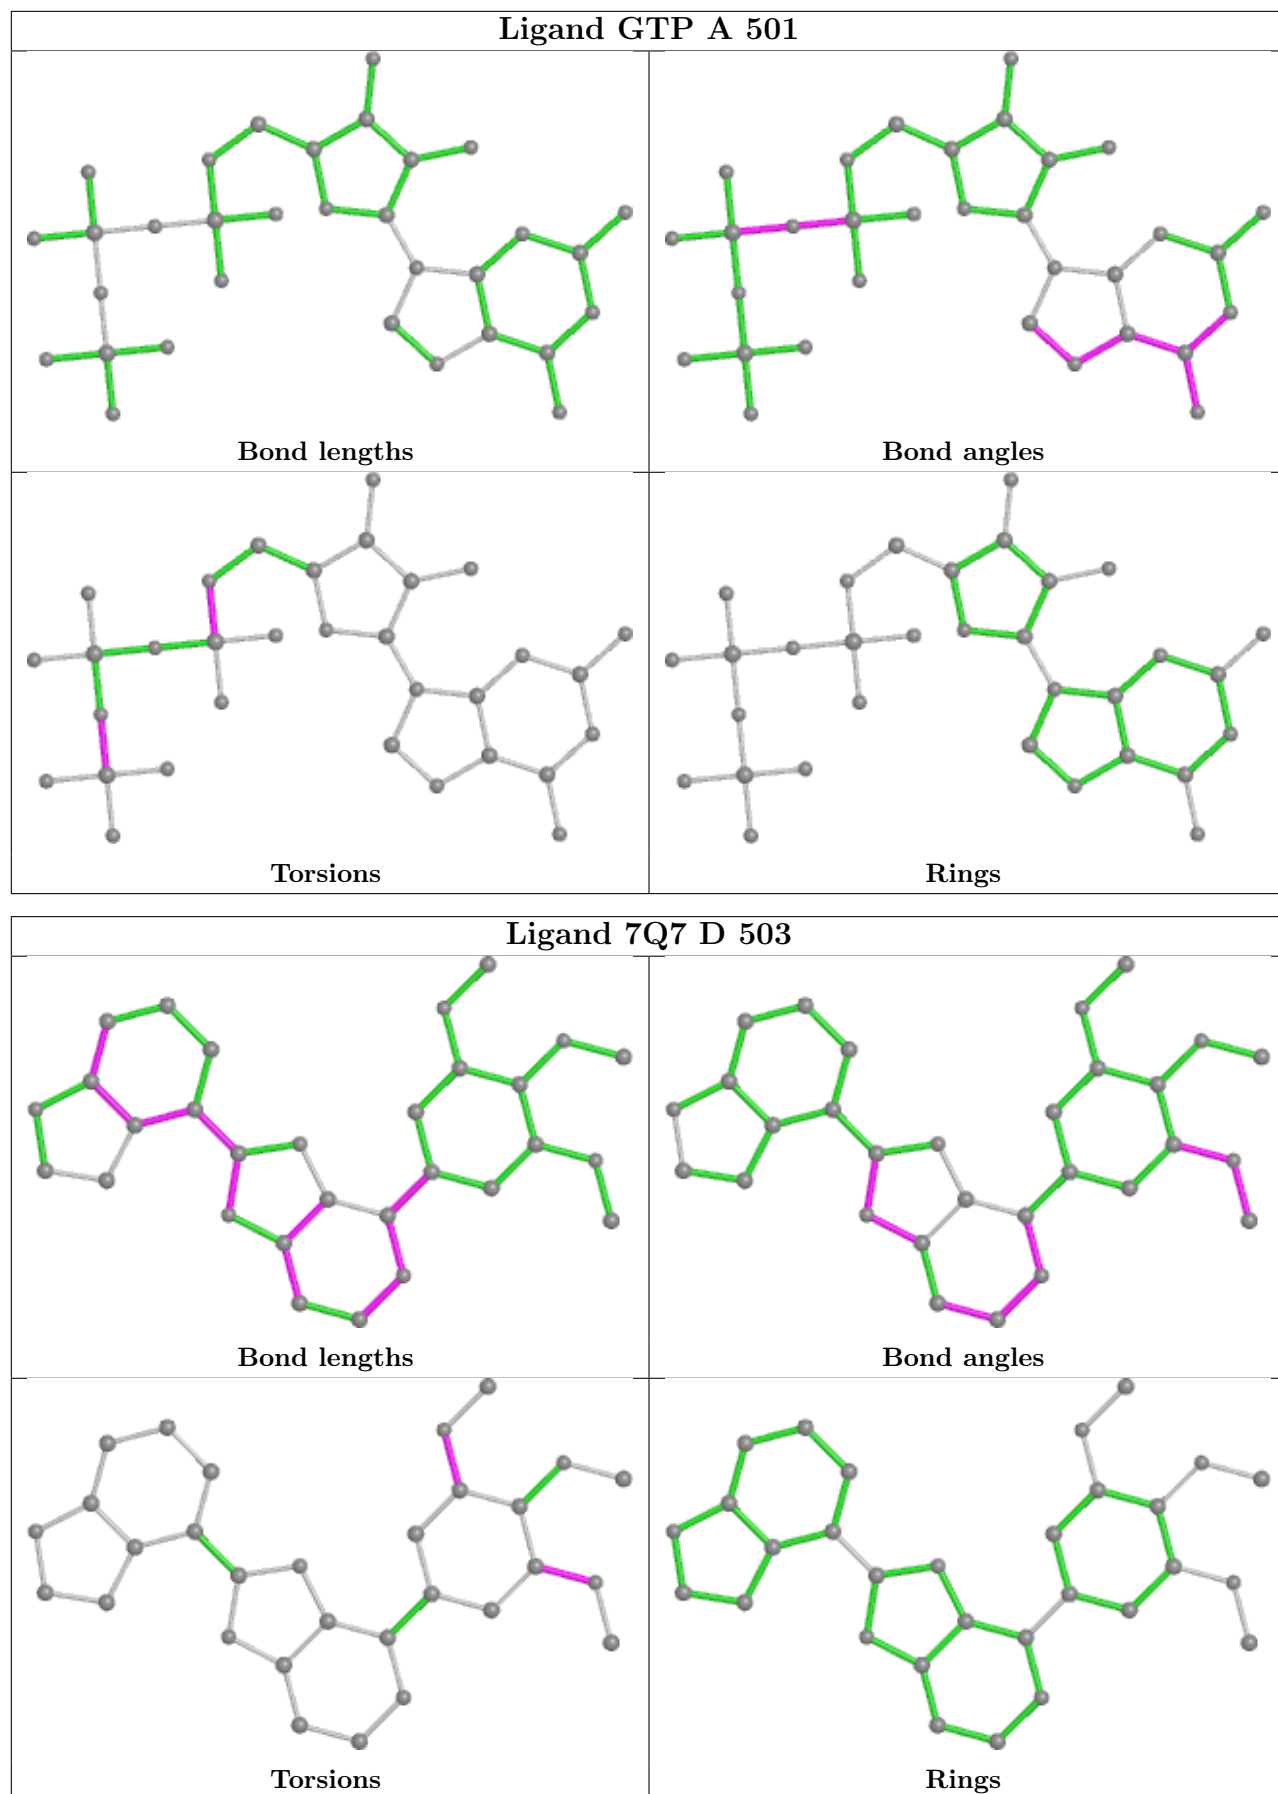 Ligand GTP A 501
Bond lengths
Bond angles
Torsions
Rings
Ligand 7Q7 D 503
Bond lengths
Bond angles
Torsions
Rings